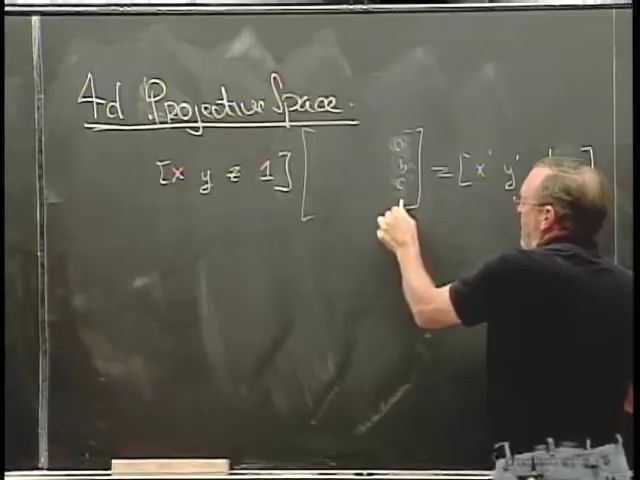 4d Projective Space.
[x y z 1] [ ] = [x' y' ]